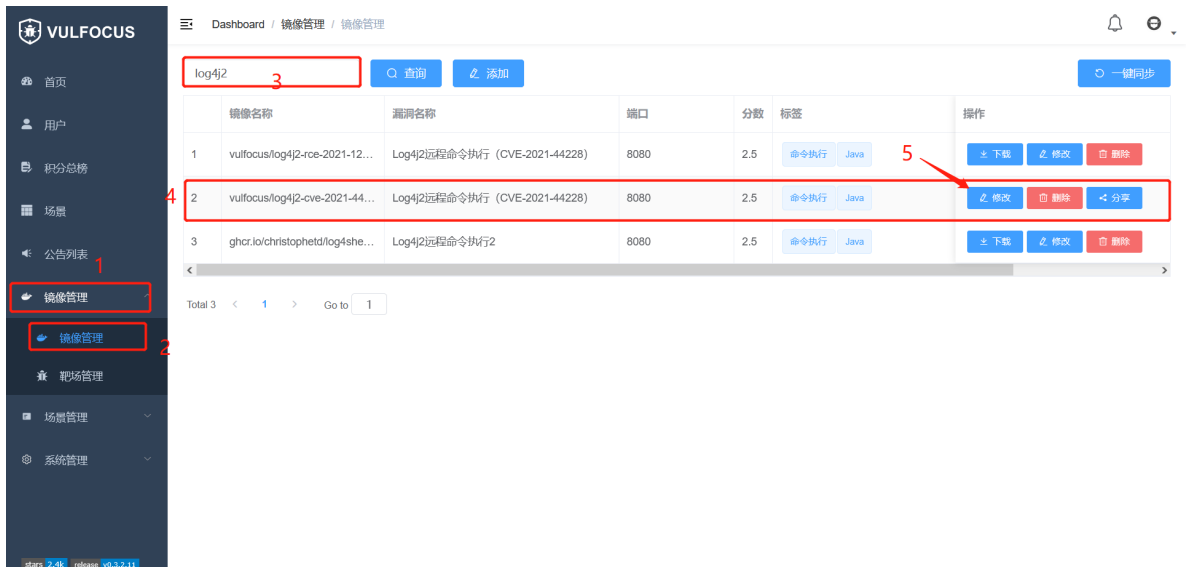 VULFOCUS
Dashboard / 镜像管理 / 镜像管理
首页
用户
积分总榜
场景
公告列表
1
镜像管理
镜像管理
2
靶场管理
场景管理
系统管理
stars 2.4k release v0.3.2.11
log4j2
3
查询
添加
一键同步
镜像名称 漏洞名称 端口 分数 标签 操作
1 vulfocus/log4j2-rce-2021-12... Log4j2远程命令执行（CVE-2021-44228） 8080 2.5 命令执行 Java 下载 修改 删除
5
4
2 vulfocus/log4j2-cve-2021-44... Log4j2远程命令执行（CVE-2021-44228） 8080 2.5 命令执行 Java 修改 删除 分享
3 ghcr.io/christophetd/log4she... Log4j2远程命令执行2 8080 2.5 命令执行 Java 下载 修改 删除
Total 3 < 1 > Go to 1